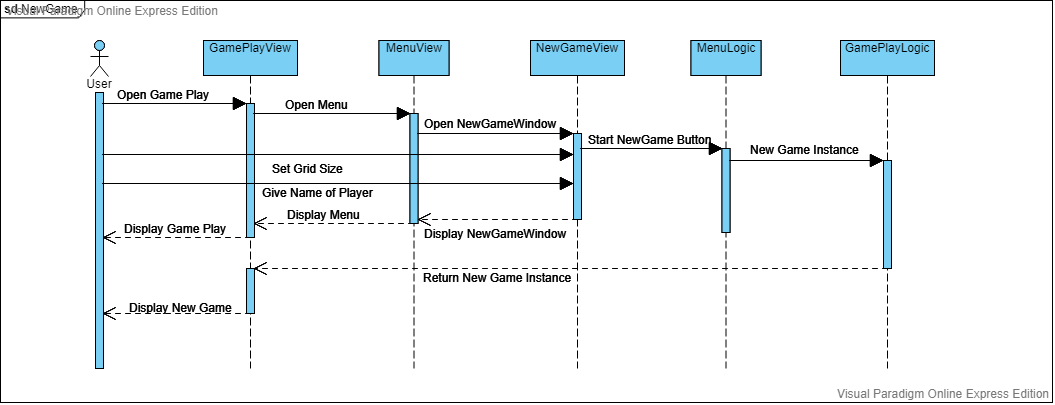 sd NewGame
Visual Paradigm Online Express Edition
GamePlayView
MenuView
NewGameView
MenuLogic
GamePlayLogic
User
Open Game Play
Open Menu
Open NewGameWindow
Start NewGame Button
New Game Instance
Set Grid Size
Give Name of Player
Display Menu
Display Game Play
Display NewGameWindow
Return New Game Instance
Display New Game
Visual Paradigm Online Express Edition